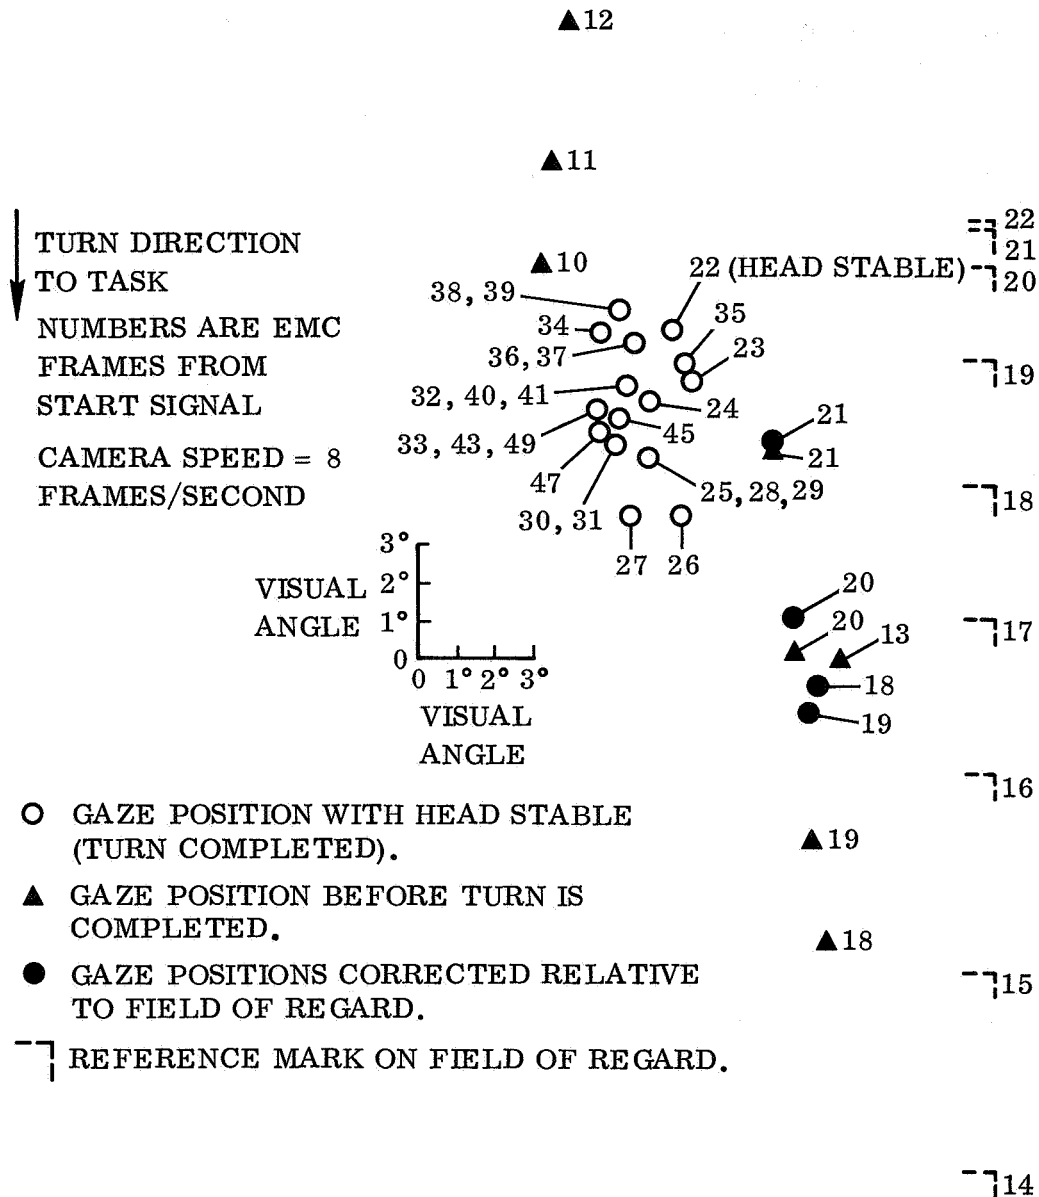 12
11
22
TURN DIRECTION
TO TASK
10
22 (HEAD STABLE)
21
20
38, 39
NUMBERS ARE EMC
FRAMES FROM
START SIGNAL
34
35
36, 37
23
19
32, 40, 41
24
21
33, 43, 49
45
CAMERA SPEED = 8
FRAMES/SECOND
21
47
25, 28, 29
18
30, 31
3°
27
26
VISUAL
ANGLE
2°
1°
0
20
20
13
17
0 1° 2° 3°
VISUAL
ANGLE
18
19
16
GAZE POSITION WITH HEAD STABLE
(TURN COMPLETED).
19
GAZE POSITION BEFORE TURN IS
COMPLETED.
18
GAZE POSITIONS CORRECTED RELATIVE
TO FIELD OF REGARD.
15
REFERENCE MARK ON FIELD OF REGARD.
14